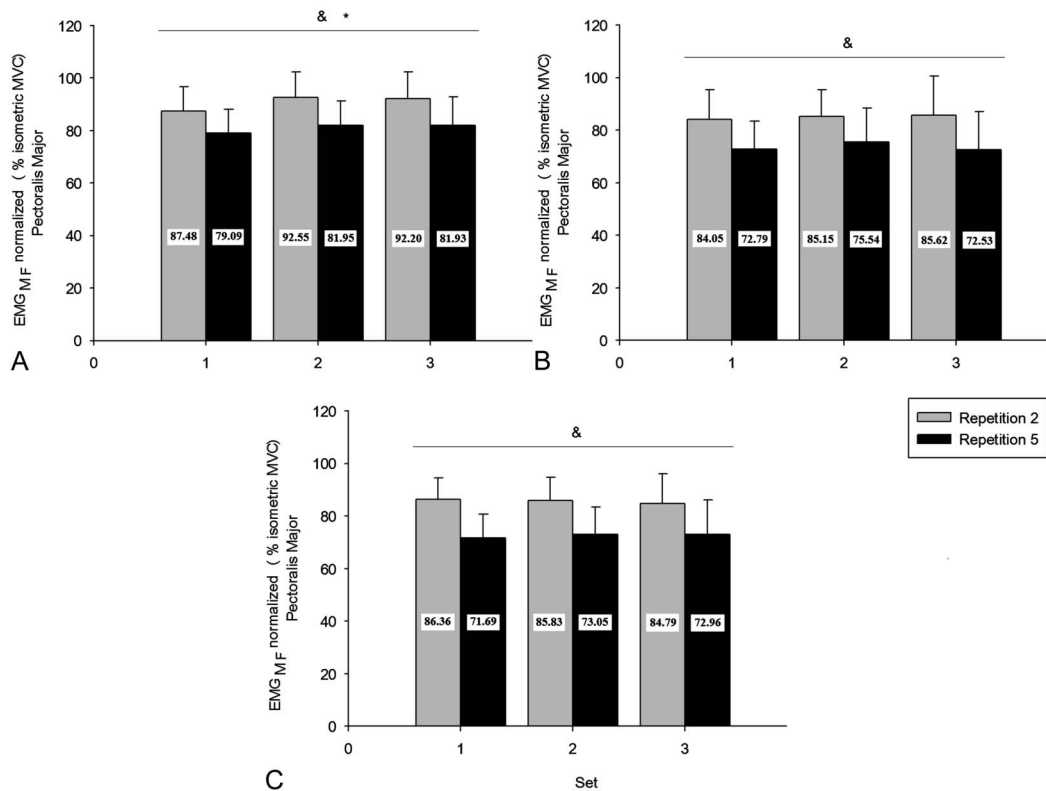 & *
120
100
80
60
40
20
0
EMG MF normalized ( % isometric MVC)
Pectoralis Major
87.48 79.09 92.55 81.95 92.20 81.93
0 1 2 3
A
&
120
100
80
60
40
20
0
EMG MF normalized ( % isometric MVC)
Pectoralis Major
84.05 72.79 85.15 75.54 85.62 72.53
0 1 2 3
B
&
120
100
80
60
40
20
0
EMG MF normalized ( % isometric MVC)
Pectoralis Major
86.36 71.69 85.83 73.05 84.79 72.96
0 1 2 3
C
Set
Repetition 2
Repetition 5